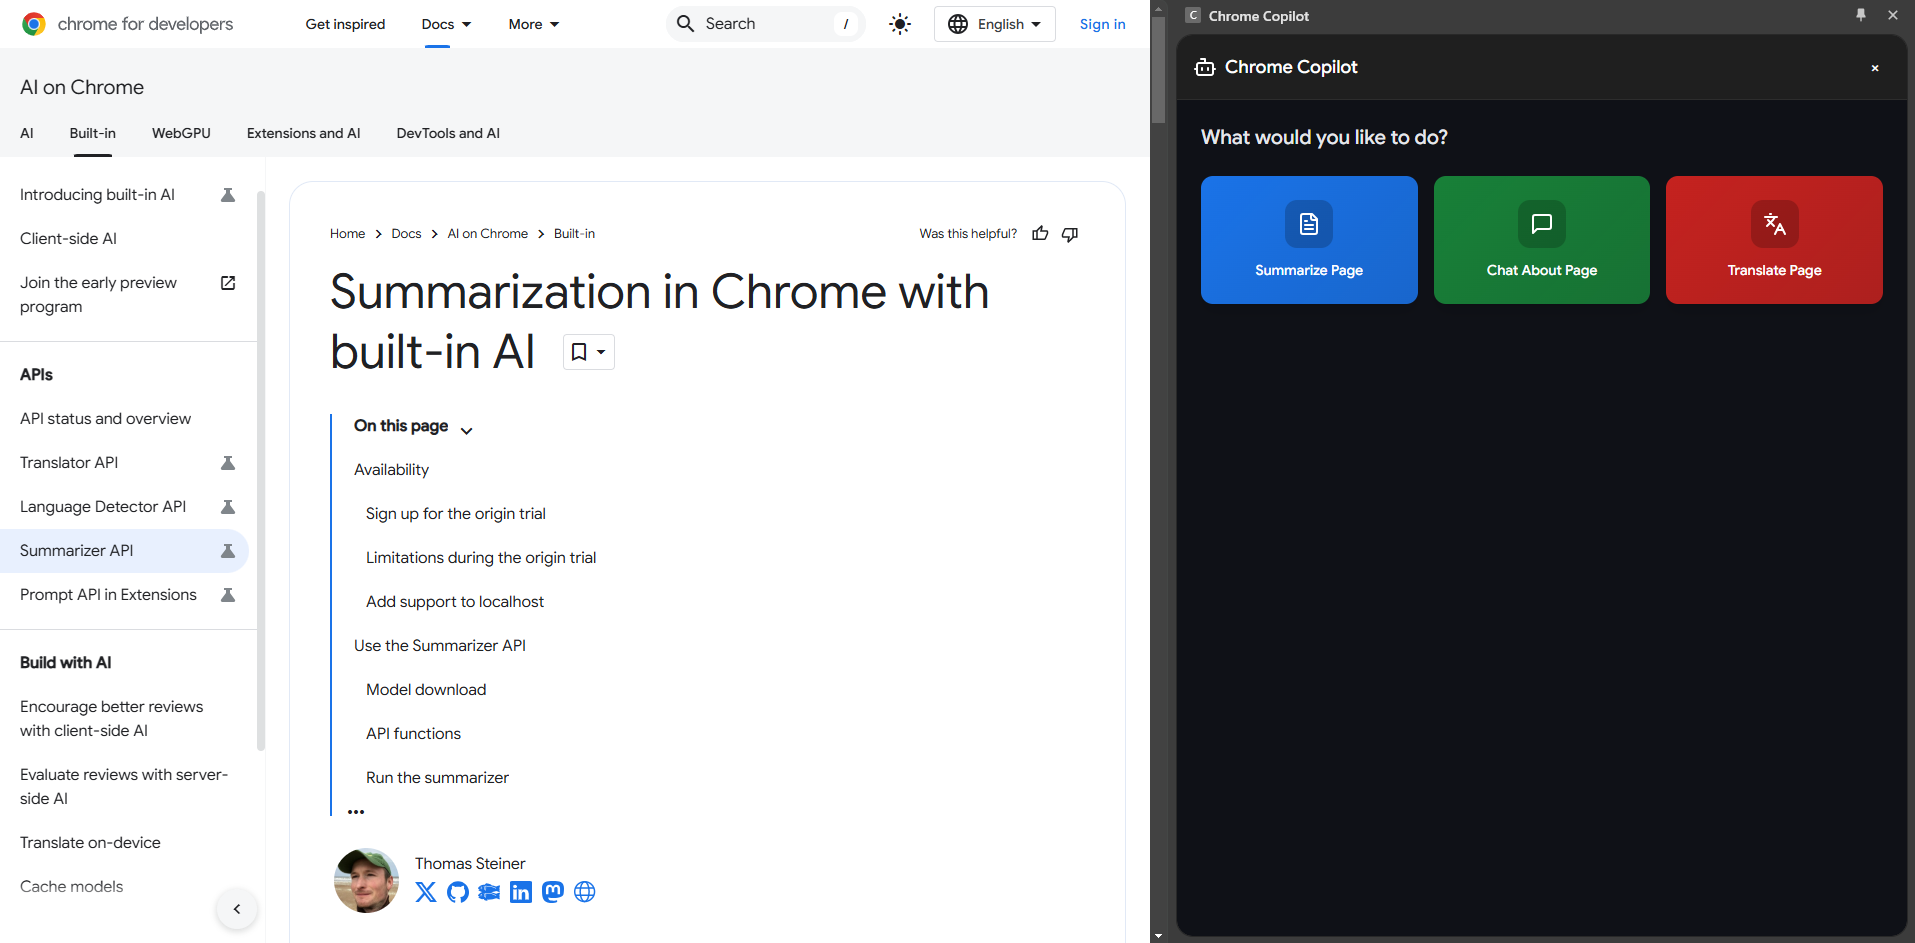 chrome for developers
Get inspired
Docs
More
Search
/
English
Sign in
AI on Chrome
AI
Built-in
WebGPU
Extensions and AI
DevTools and AI
Introducing built-in AI
Client-side AI
Join the early preview
program
APIs
API status and overview
Translator API
Language Detector API
Summarizer API
Prompt API in Extensions
Build with AI
Encourage better reviews
with client-side AI
Evaluate reviews with server-
side AI
Translate on-device
Cache models
Home
Docs
AI on Chrome
Built-in
Was this helpful?
Summarization in Chrome with
built-in AI
On this page
Availability
Sign up for the origin trial
Limitations during the origin trial
Add support to localhost
Use the Summarizer API
Model download
API functions
Run the summarizer
•••
Thomas Steiner
C
Chrome Copilot
Chrome Copilot
What would you like to do?
Summarize Page
Chat About Page
Translate Page